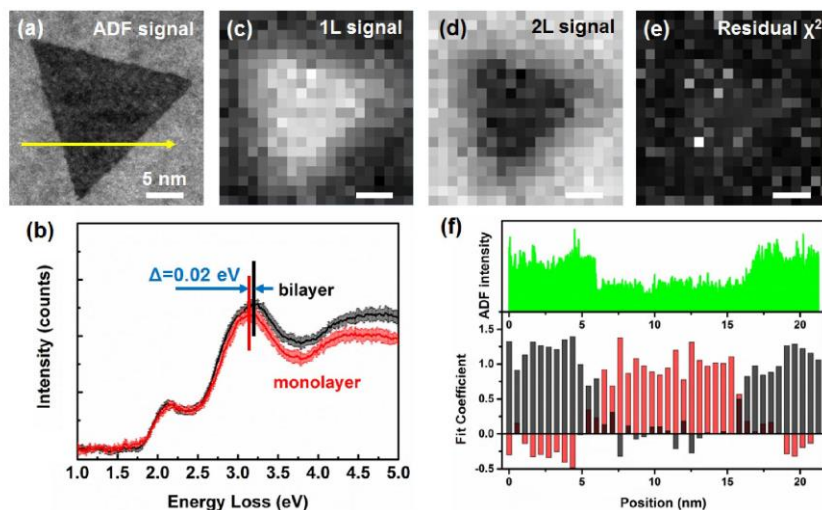 (a) ADF signal
5 nm
(c) 1L signal
(d) 2L signal
(e) Residual χ²
(b)
Δ=0.02 eV
bilayer
monolayer
Intensity (counts)
1.0 1.5 2.0 2.5 3.0 3.5 4.0 4.5 5.0
Energy Loss (eV)
(f)
ADF intensity
0 5 10 15 20
1.5
1.0
0.5
0.0
-0.5
Fit Coefficient
0 5 10 15 20
Position (nm)